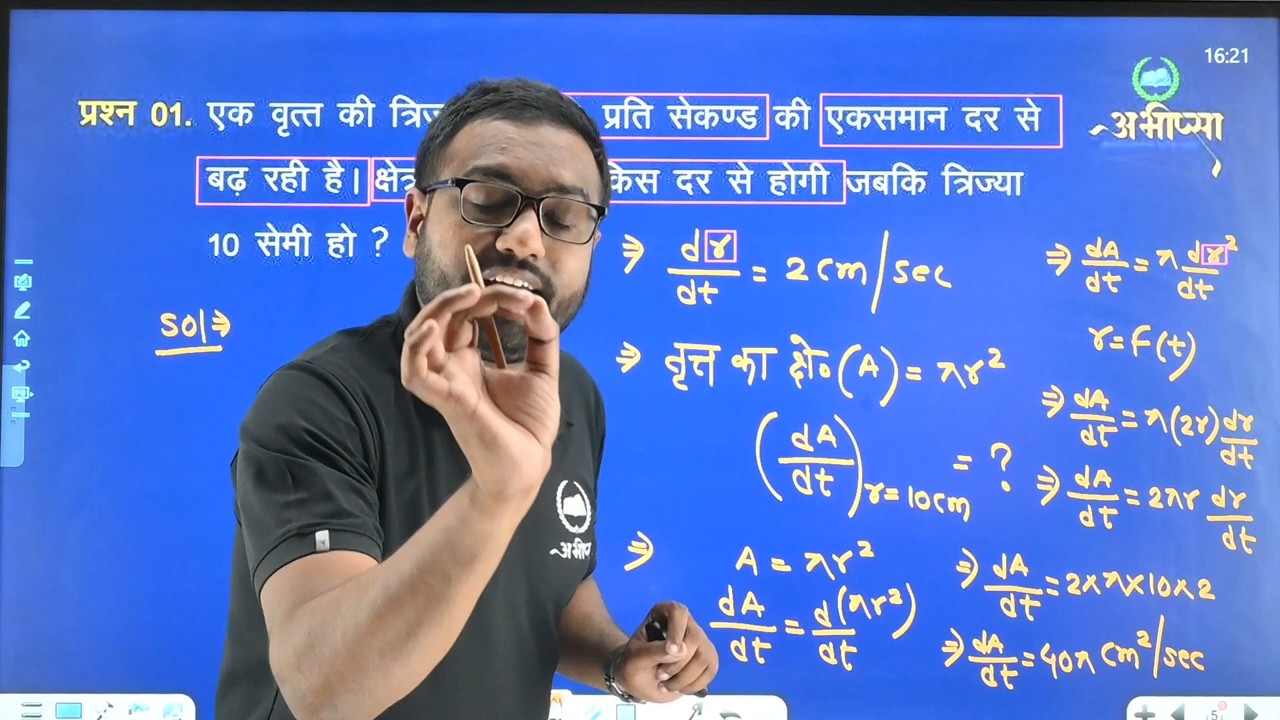 16:21
प्रश्न 01. एक वृत्त की प्रति सेकण्ड की एकसमान दर से
अभीप्सा
बढ़ रही है। किस दर से होगी जबकि त्रिज्या
10 सेमी हो ?
⇒ dr/dt = 2cm/sec
⇒ dA/dt = π dr²/dt
sol⇒
r=F(t)
⇒ वृत्त का क्षे०(A) = πr²
⇒ dA/dt = π(2r)dr/dt
(dA/dt)r=10cm = ?
⇒ dA/dt = 2πr dr/dt
⇒ A = πr²
⇒ dA/dt = 2×π×10×2
dA/dt = d(πr²)/dt
⇒ dA/dt = 40π cm²/sec
5